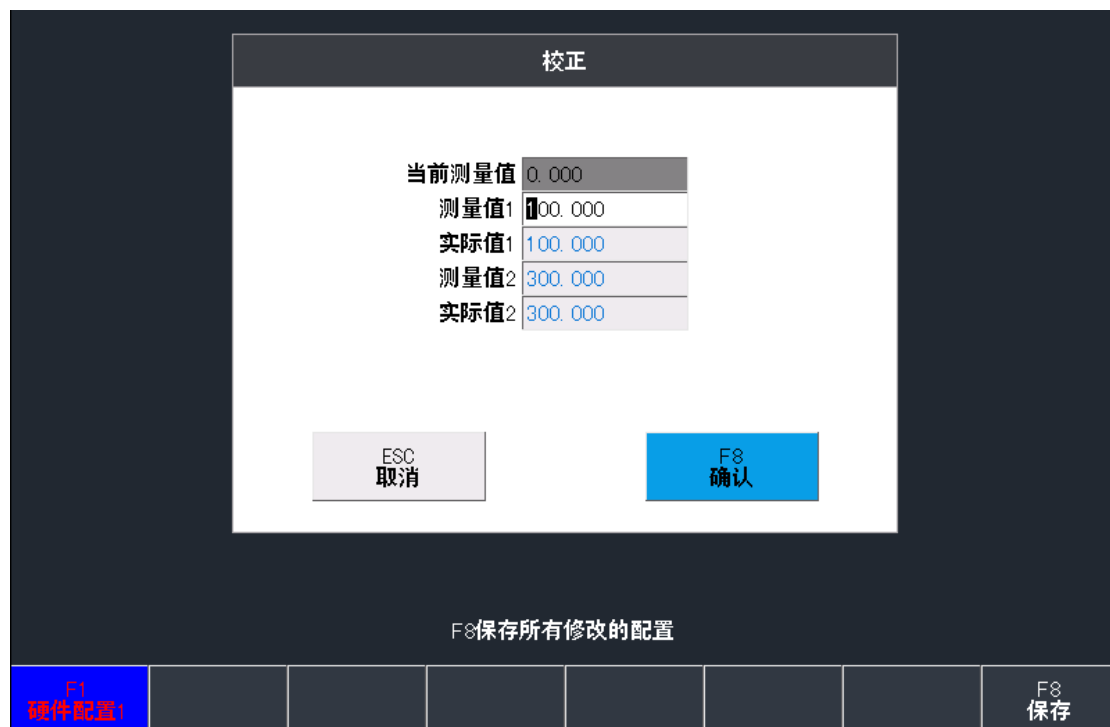 校正
当前测量值 0.000
测量值1 100.000
实际值1 100.000
测量值2 300.000
实际值2 300.000
ESC
取消
F8
确认
F8保存所有修改的配置
F1
硬件配置1
F8
保存